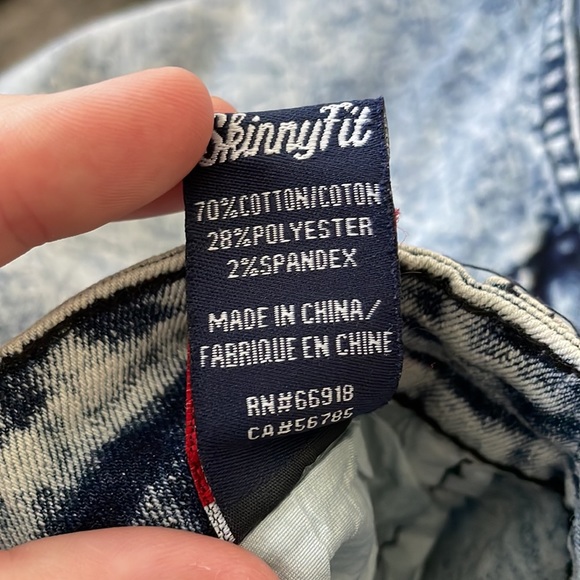 SkinnyFit
70%COTTON/COTON
28%POLYESTER
2%SPANDEX
MADE IN CHINA/
FABRIQUE EN CHINE
RN#66918
CA#56785